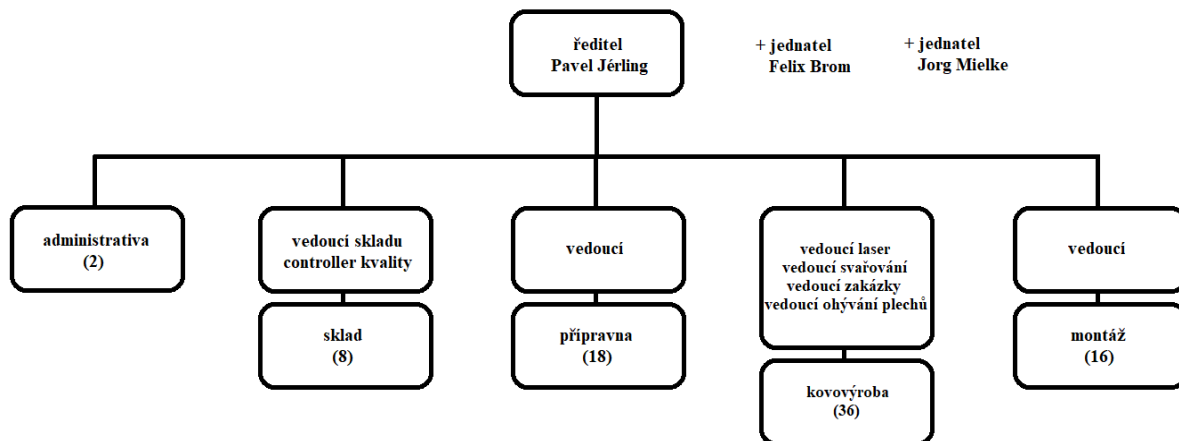 ředitel
Pavel Jérling
+ jednatel
Felix Brom
+ jednatel
Jorg Mielke
administrativa
(2)
vedoucí skladu
controller kvality
vedoucí
vedoucí laser
vedoucí svařování
vedoucí zakázky
vedoucí ohývání plechů
vedoucí
sklad
(8)
přípravna
(18)
kovovýroba
(36)
montáž
(16)